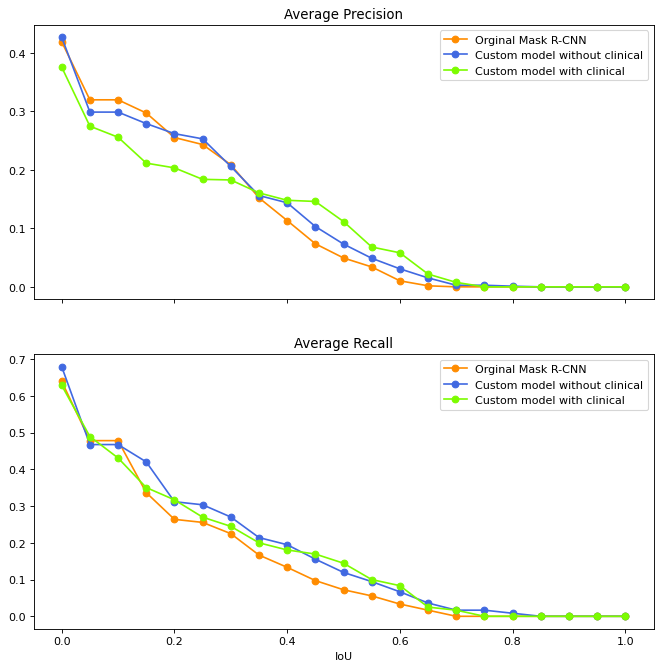 Average Precision
Orginal Mask R-CNN
Custom model without clinical
Custom model with clinical
0.4
0.3
0.2
0.1
0.0
Average Recall
Orginal Mask R-CNN
Custom model without clinical
Custom model with clinical
0.7
0.6
0.5
0.4
0.3
0.2
0.1
0.0
0.0 0.2 0.4 0.6 0.8 1.0
IoU